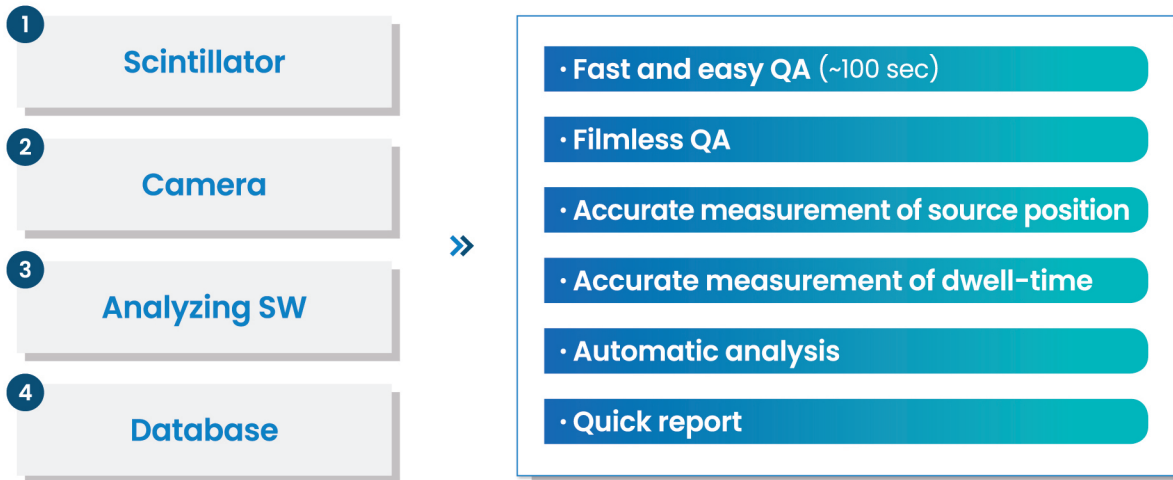 1
Scintillator
2
Camera
3
Analyzing SW
4
Database
· Fast and easy QA (~100 sec)
· Filmless QA
· Accurate measurement of source position
· Accurate measurement of dwell-time
· Automatic analysis
· Quick report